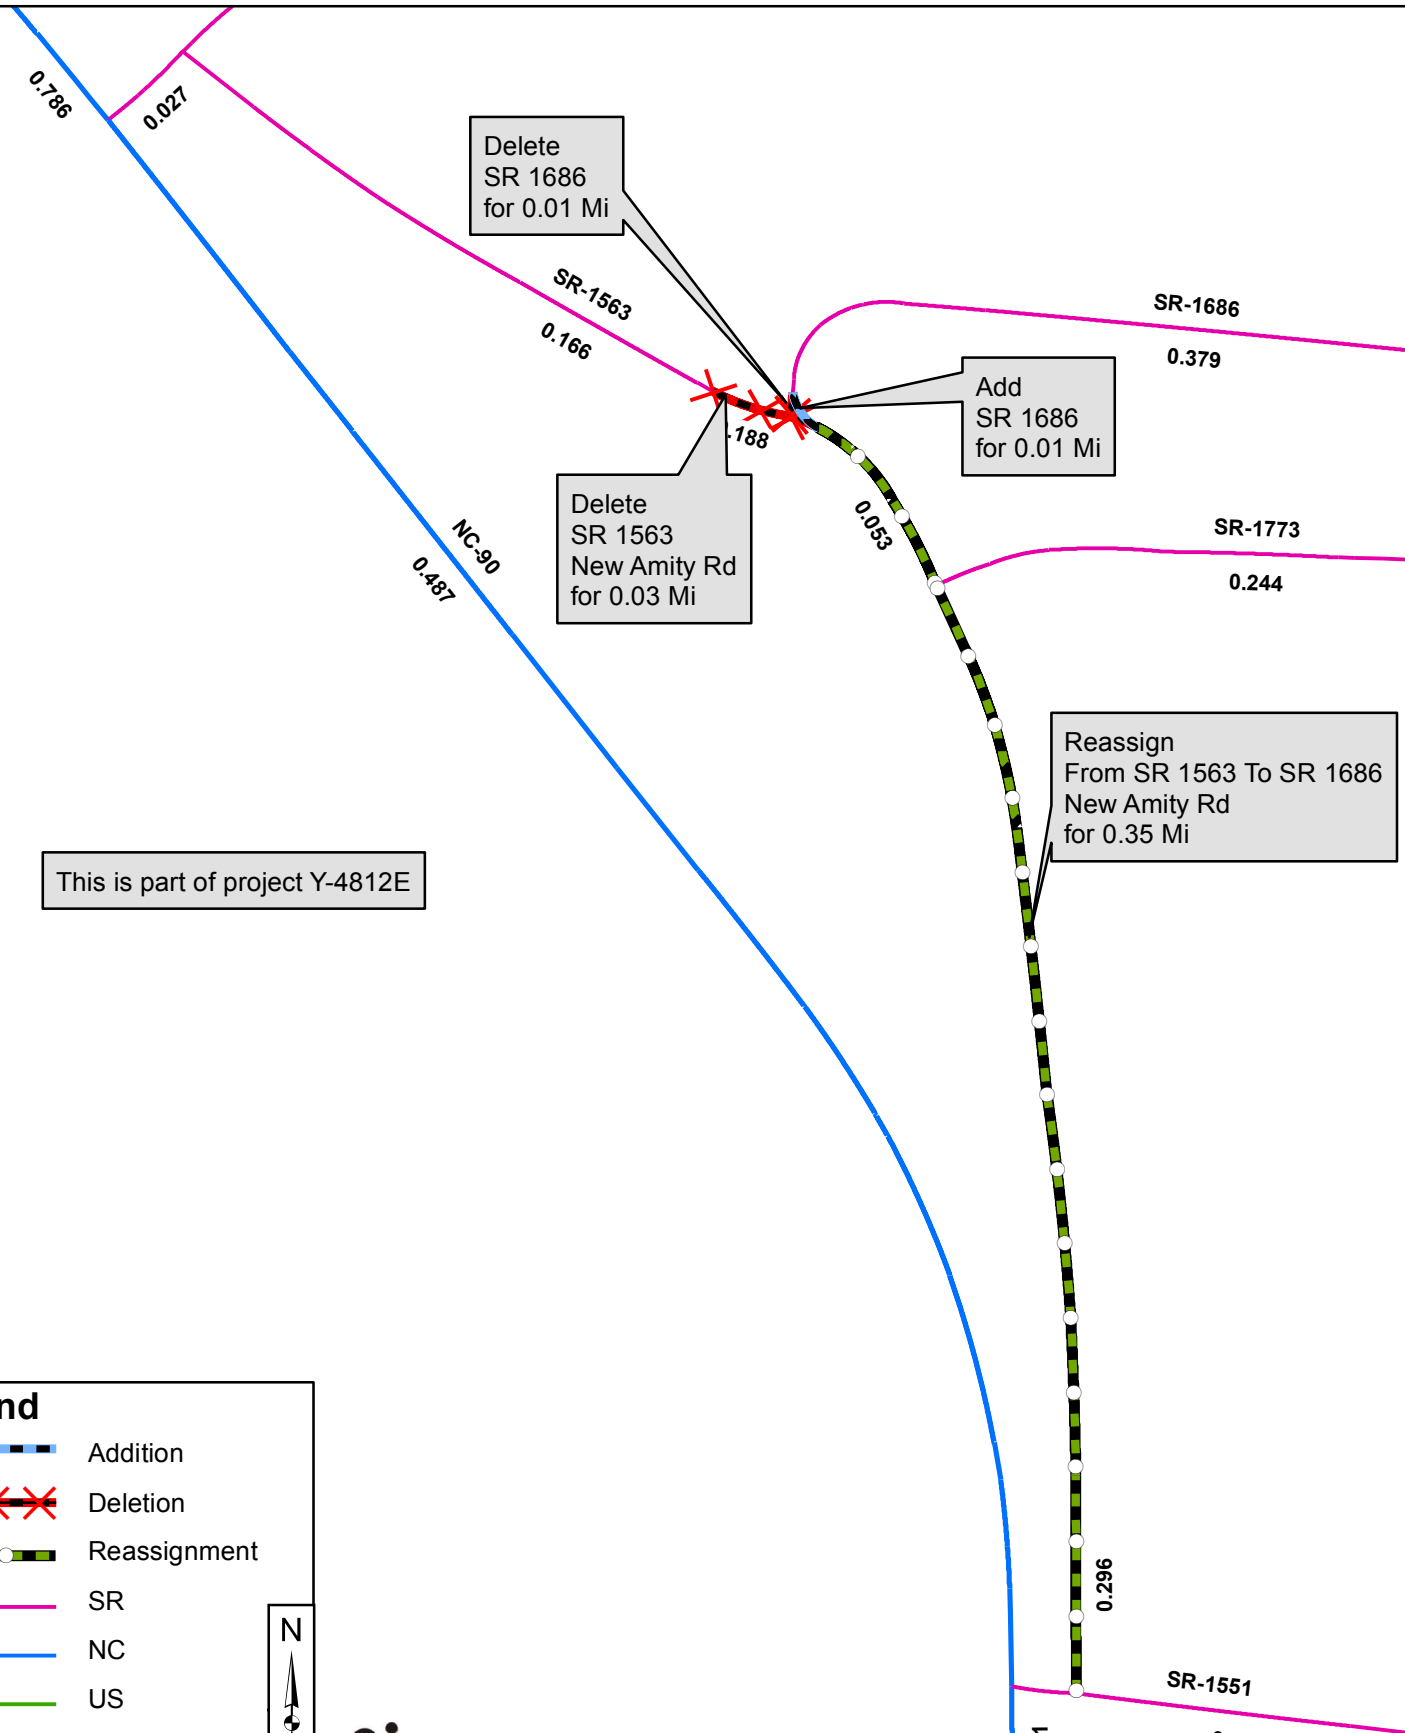 0.786
0.027
Delete
SR 1686
for 0.01 Mi
SR-1563
0.166
SR-1686
0.379
Add
SR 1686
for 0.01 Mi
.188
Delete
SR 1563
New Amity Rd
for 0.03 Mi
0.053
NC-90
0.487
SR-1773
0.244
Reassign
From SR 1563 To SR 1686
New Amity Rd
for 0.35 Mi
This is part of project Y-4812E
nd
Addition
Deletion
Reassignment
SR
NC
US
N
0.296
SR-1551